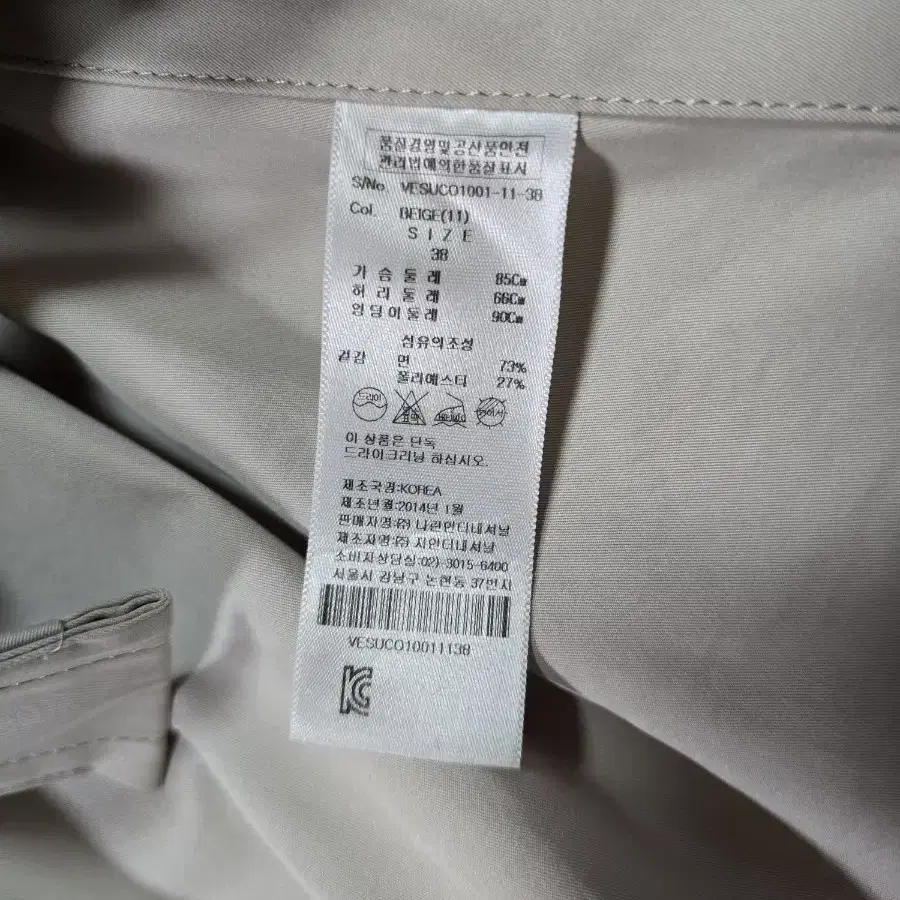 품질경영및공산품안전
관리법에의한품질표시
S/No. VESUCO1001-11-38
Col. BEIGE(11)
SIZE
38
가슴둘레 85Cm
허리둘레 66Cm
엉덩이둘레 90Cm
섬유의조성
겉감 면 73%
폴리에스터 27%
드라이
이 상품은 단독
드라이크리닝 하십시오.
제조국명:KOREA
제조년월:2014년 1월
판매자명:(주) 나린인터내셔날
제조자명:(주) 지안터내셔날
소비자상담실:02)-3015-6400
서울시 강남구 논현동 37번지
VESUCO10011138
KC